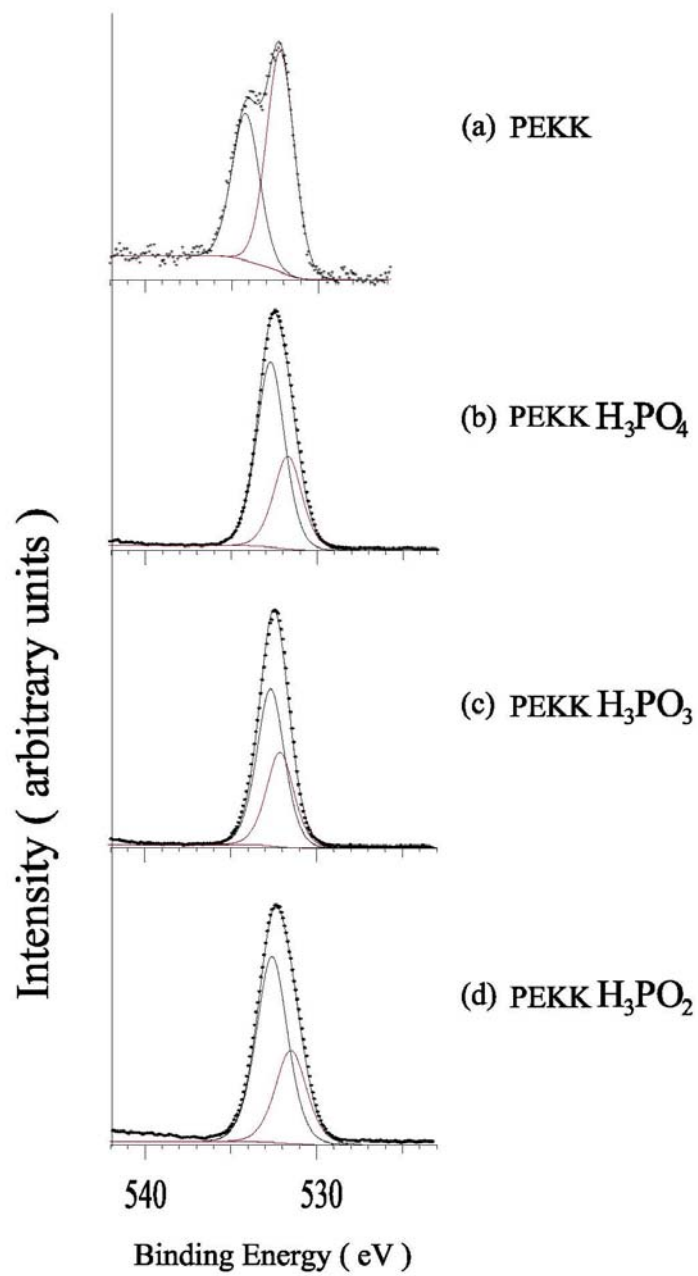 (a) PEKK
(b) PEKK H₃PO₄
(c) PEKK H₃PO₃
(d) PEKK H₃PO₂
Intensity ( arbitrary units )
540 530
Binding Energy ( eV )